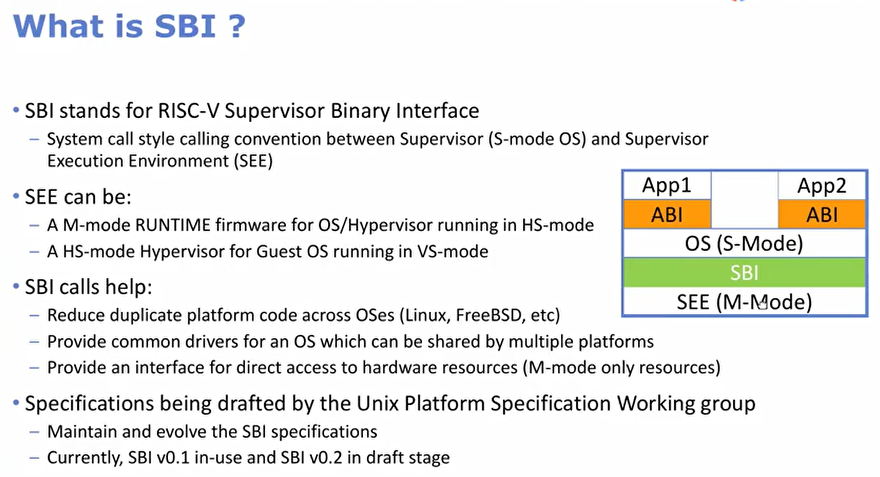 What is SBI ?
• SBI stands for RISC-V Supervisor Binary Interface
– System call style calling convention between Supervisor (S-mode OS) and Supervisor
Execution Environment (SEE)
• SEE can be:
– A M-mode RUNTIME firmware for OS/Hypervisor running in HS-mode
– A HS-mode Hypervisor for Guest OS running in VS-mode
• SBI calls help:
– Reduce duplicate platform code across OSes (Linux, FreeBSD, etc)
– Provide common drivers for an OS which can be shared by multiple platforms
– Provide an interface for direct access to hardware resources (M-mode only resources)
• Specifications being drafted by the Unix Platform Specification Working group
– Maintain and evolve the SBI specifications
– Currently, SBI v0.1 in-use and SBI v0.2 in draft stage
App1 App2
ABI ABI
OS (S-Mode)
SBI
SEE (M-Mode)